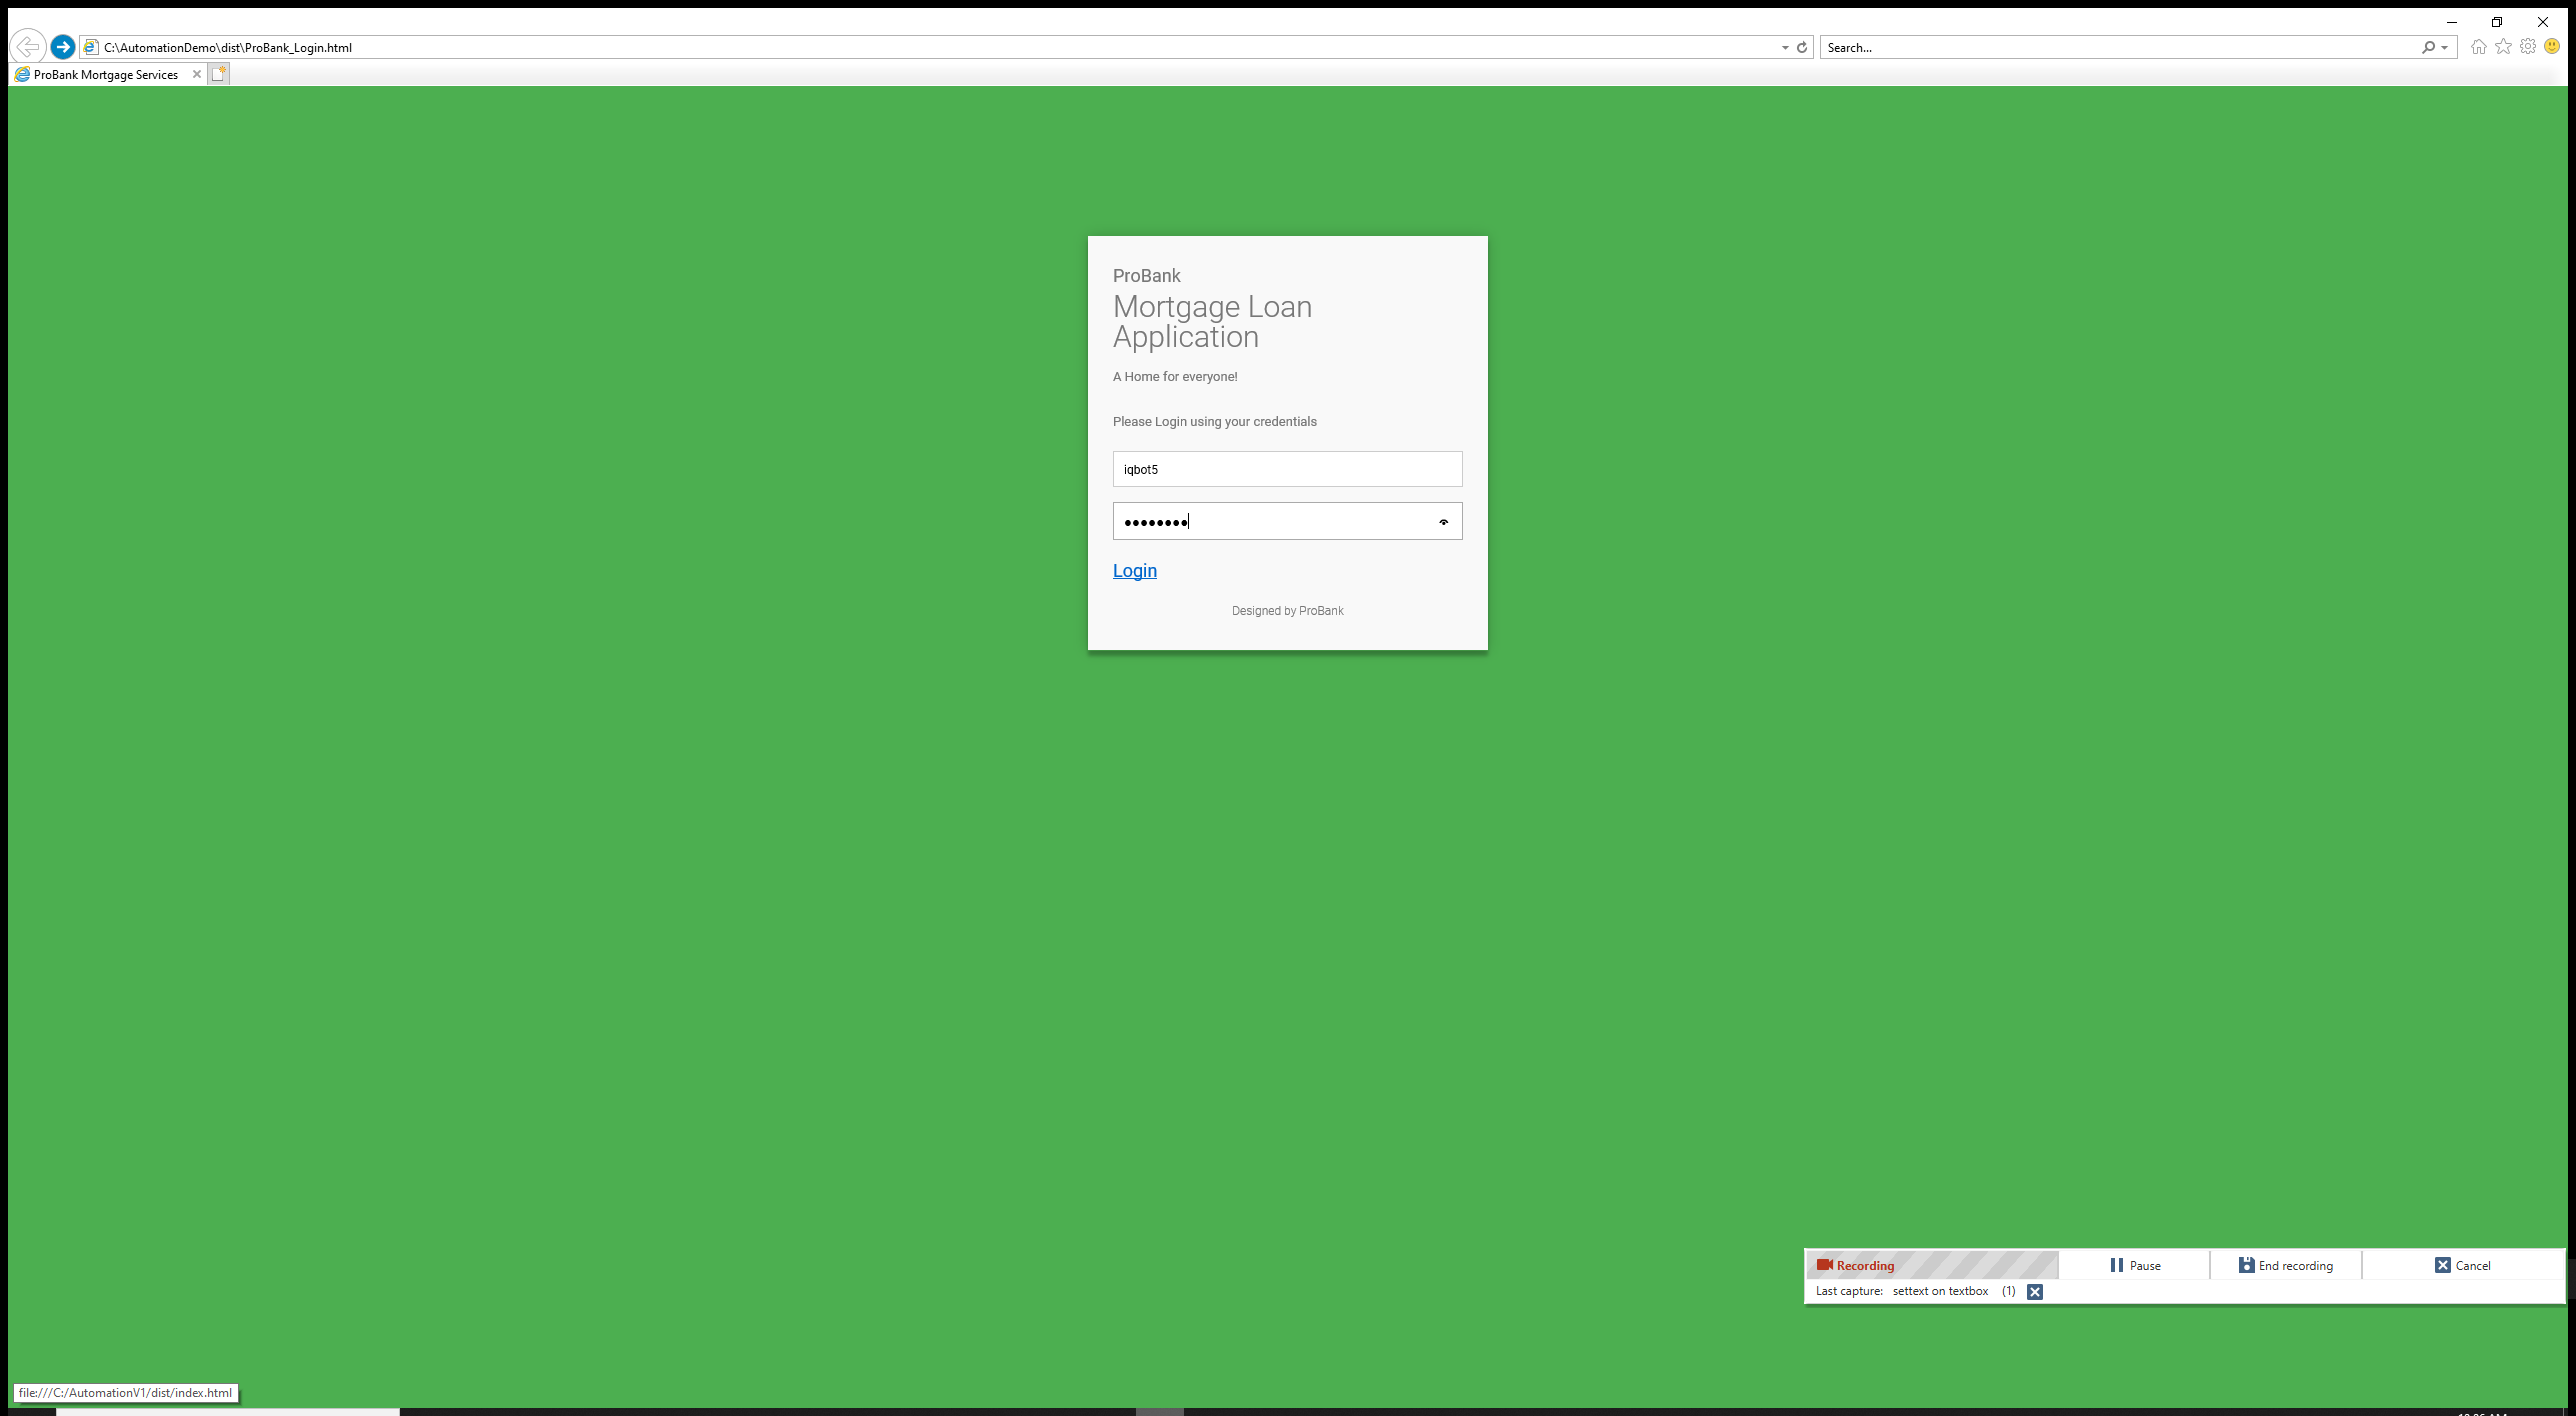 C:\AutomationDemo\dist\ProBank_Login.html
Search...
ProBank Mortgage Services
ProBank
Mortgage Loan
Application
A Home for everyone!
Please Login using your credentials
iqbot5
••••••••
Login
Designed by ProBank
Recording
Pause
End recording
Cancel
Last capture: settext on textbox (1)
file:///C:/AutomationV1/dist/index.html